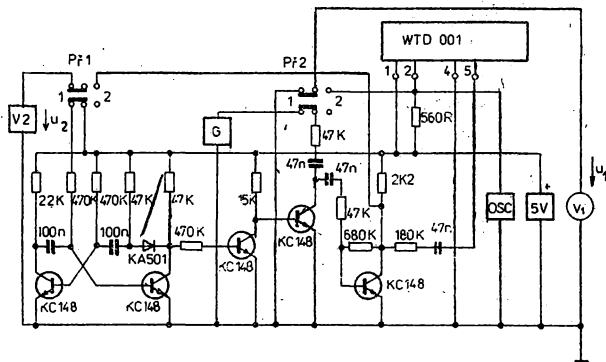 Př 1
Př 2
WTD 001
1 2 4 5
1 2
1 2
V2
u2
G
47K
560R
u1
V1
22K
470K
470K
47K
47K
15K
47n
47n
47K
2K2
OSC
+
5V
100n
100n
KA501
470K
680K
180K
47n
KC148
KC148
KC148
KC148
KC148